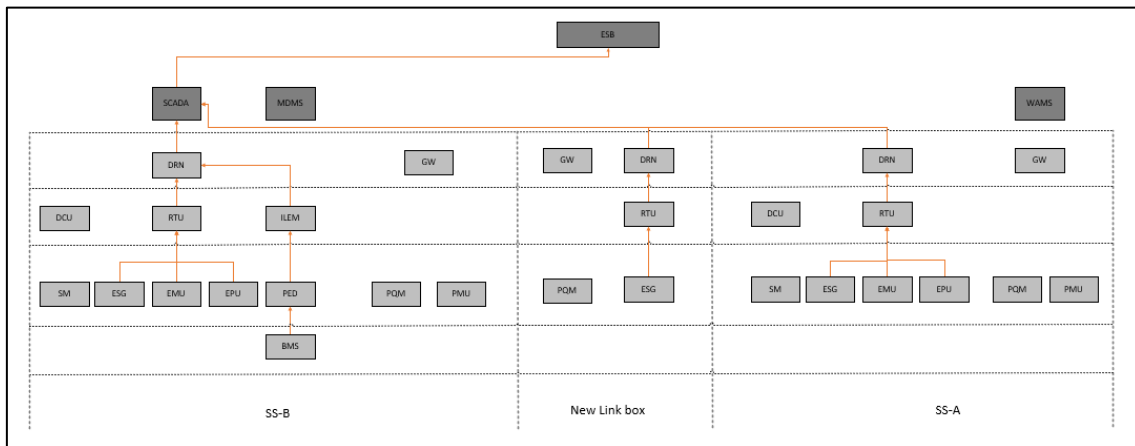 ESB
SCADA MDMS WAMS
DRN GW GW DRN DRN GW
DCU RTU ILEM RTU DCU RTU
SM ESG EMU EPU PED PQM PMU PQM ESG SM ESG EMU EPU PQM PMU
BMS
SS-B New Link box SS-A